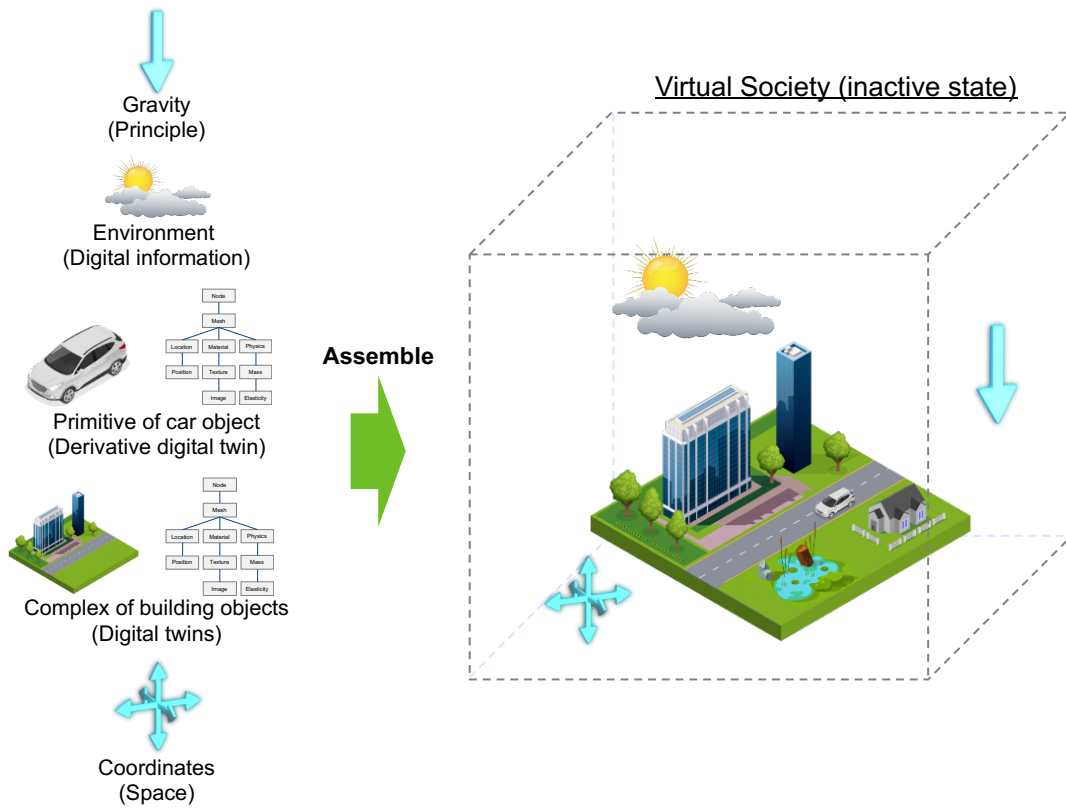 Gravity
(Principle)
Environment
(Digital information)
Node
Mesh
Location Material Physics
Position Texture Mass
Image Elasticity
Primitive of car object
(Derivative digital twin)
Node
Mesh
Location Material Physics
Position Texture Mass
Image Elasticity
Complex of building objects
(Digital twins)
Coordinates
(Space)
Assemble
Virtual Society (inactive state)